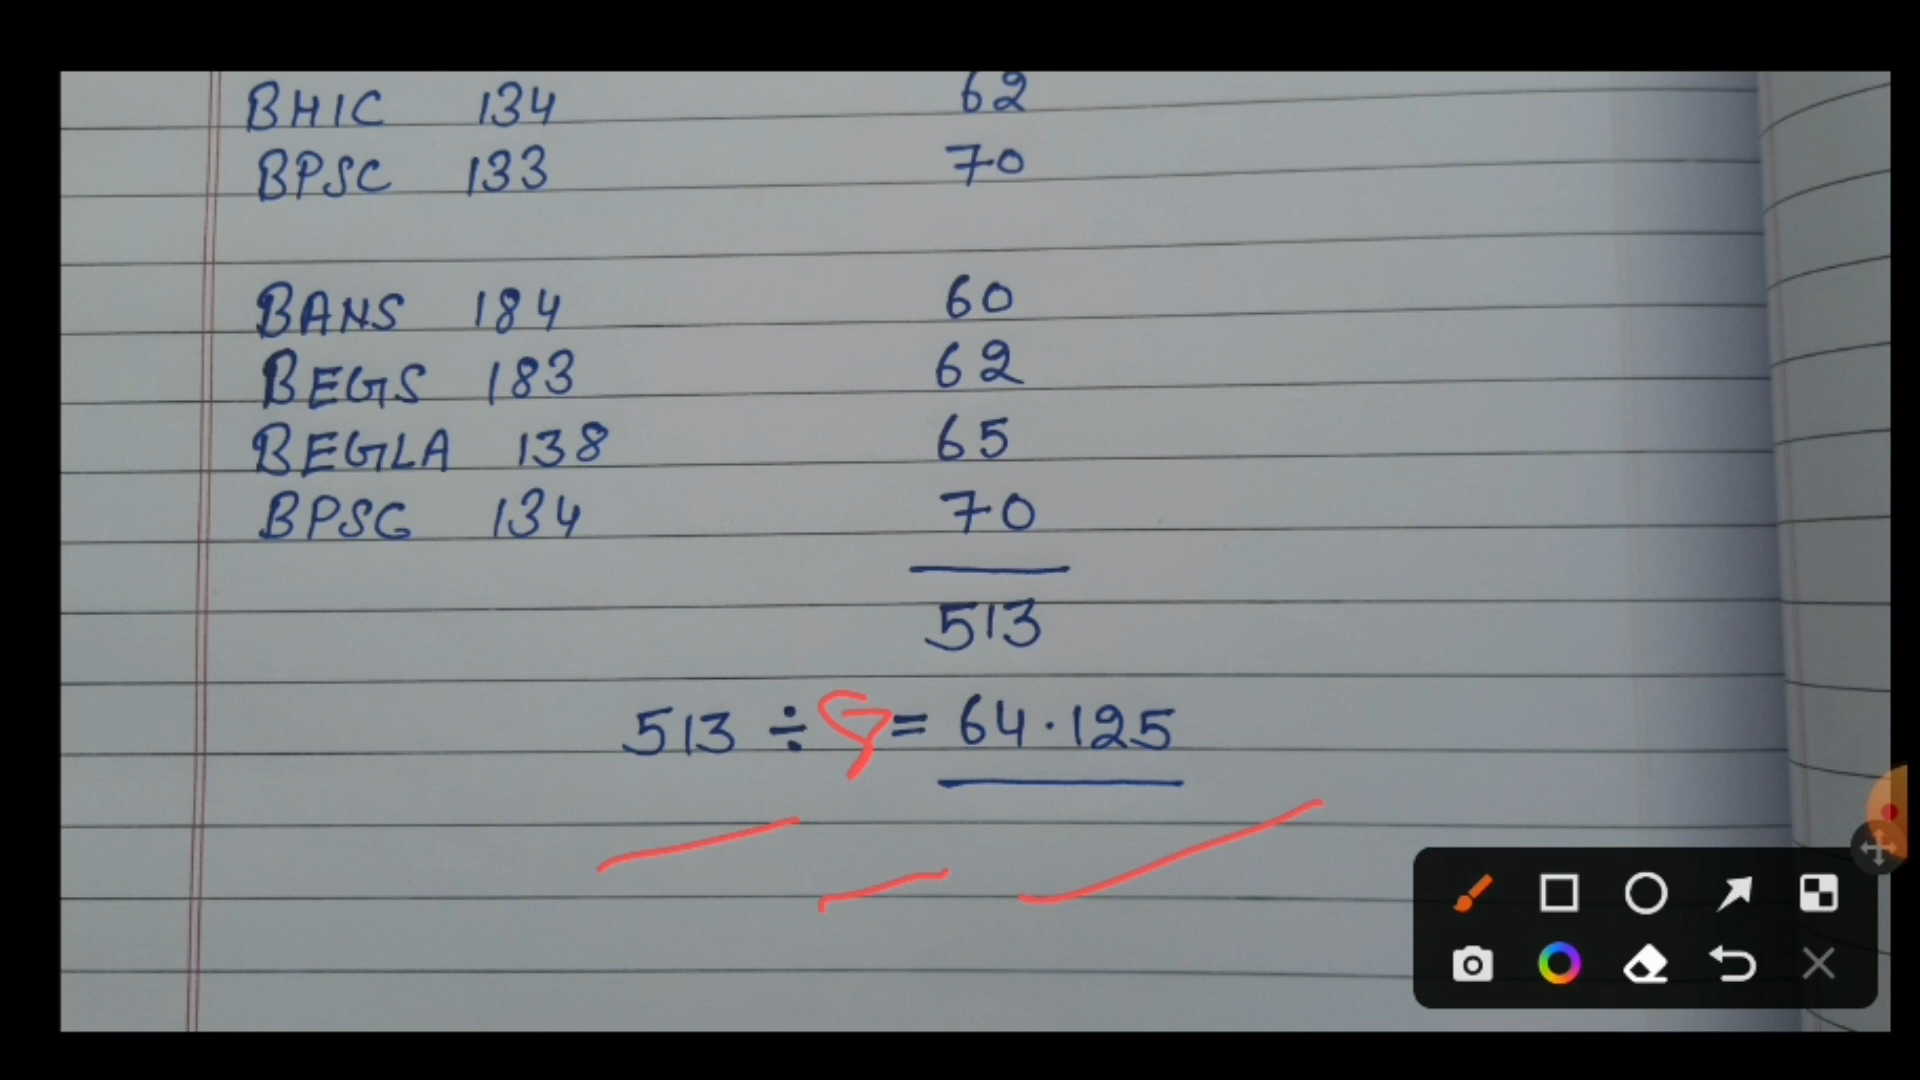 BHIC 134 62
BPSC 133 70
BANS 184 60
BEGS 183 62
BEGLA 138 65
BPSG 134 70
513
513 ÷ 8 = 64.125